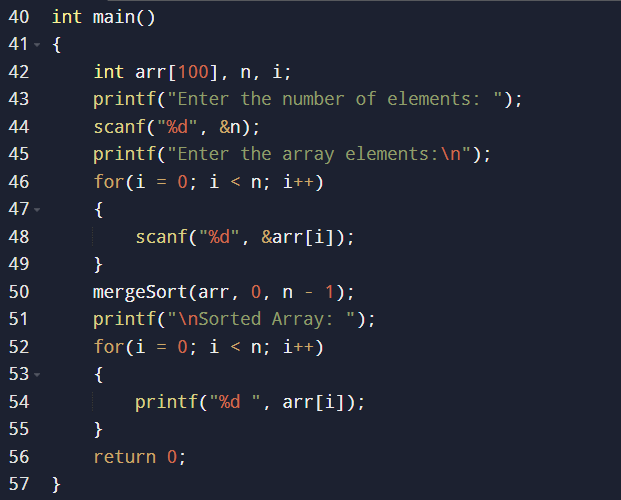 40 int main()
41 {
42     int arr[100], n, i;
43     printf("Enter the number of elements: ");
44     scanf("%d", &n);
45     printf("Enter the array elements:\n");
46     for(i = 0; i < n; i++)
47     {
48         scanf("%d", &arr[i]);
49     }
50     mergeSort(arr, 0, n - 1);
51     printf("\nSorted Array: ");
52     for(i = 0; i < n; i++)
53     {
54         printf("%d ", arr[i]);
55     }
56     return 0;
57 }